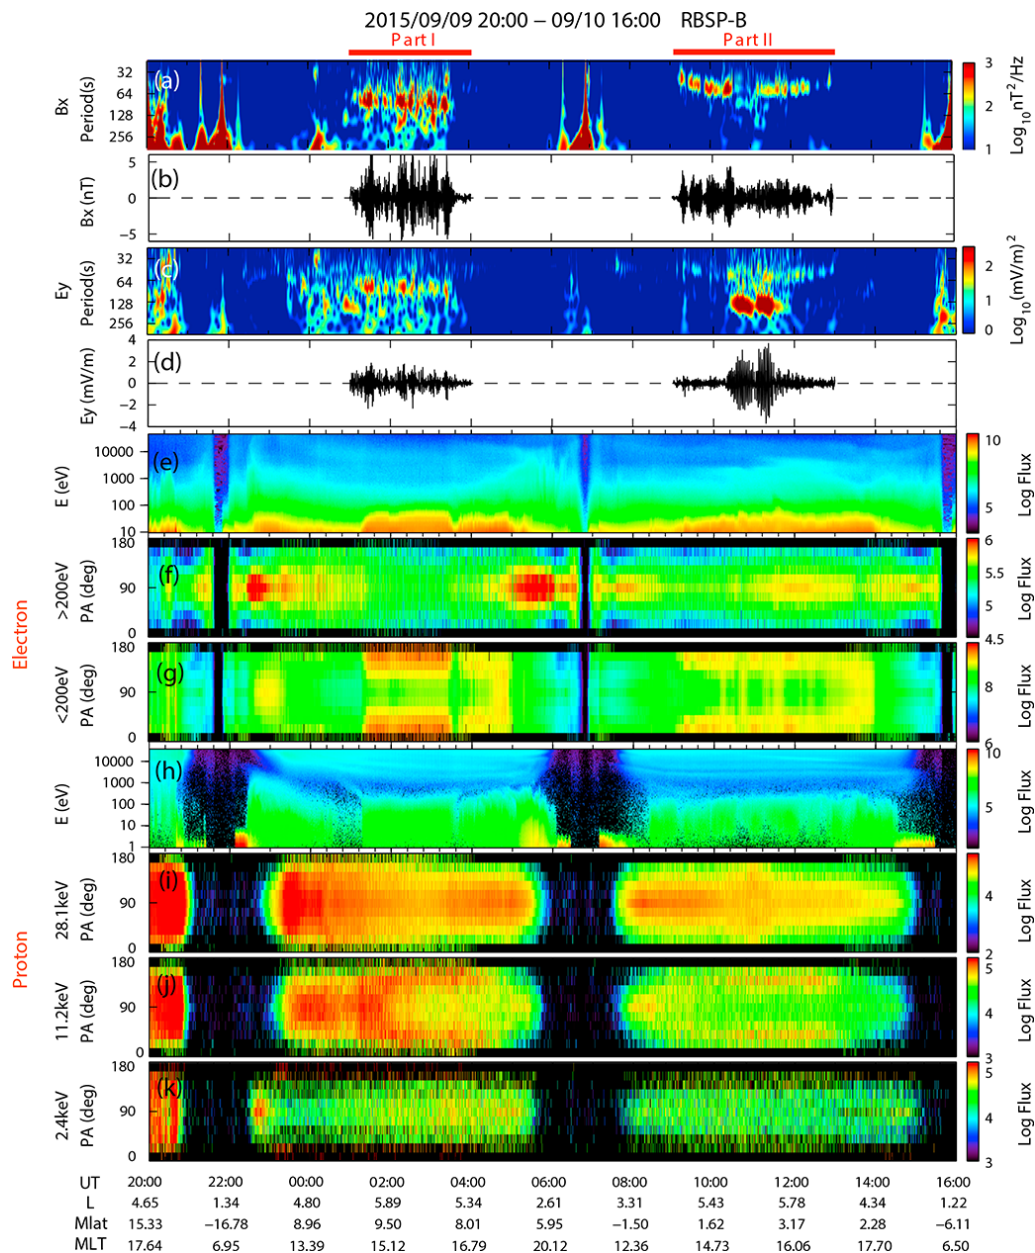 2015/09/09 20:00 – 09/10 16:00 RBSP-B
Part I Part II
(a)
Bx
Period(s)
32
64
128
256
3
2
1
Log10 nT^2/Hz
(b)
Bx (nT)
5
0
−5
(c)
Ey
Period(s)
32
64
128
256
2
1
0
Log10(mV/m)^2
(d)
Ey (mV/m)
4
2
0
−2
−4
(e)
E (eV)
10000
1000
100
10
10
5
Log Flux
Electron
(f)
>200eV
PA (deg)
180
90
0
6
5.5
5
4.5
Log Flux
(g)
<200eV
PA (deg)
180
90
0
8
6
Log Flux
(h)
E (eV)
10000
1000
100
10
1
10
5
Log Flux
Proton
(i)
28.1keV
PA (deg)
180
90
0
4
2
Log Flux
(j)
11.2keV
PA (deg)
180
90
0
5
4
3
Log Flux
(k)
2.4keV
PA (deg)
180
90
0
5
4
3
Log Flux
UT 20:00 22:00 00:00 02:00 04:00 06:00 08:00 10:00 12:00 14:00 16:00
L 4.65 1.34 4.80 5.89 5.34 2.61 3.31 5.43 5.78 4.34 1.22
Mlat 15.33 −16.78 8.96 9.50 8.01 5.95 −1.50 1.62 3.17 2.28 −6.11
MLT 17.64 6.95 13.39 15.12 16.79 20.12 12.36 14.73 16.06 17.70 6.50